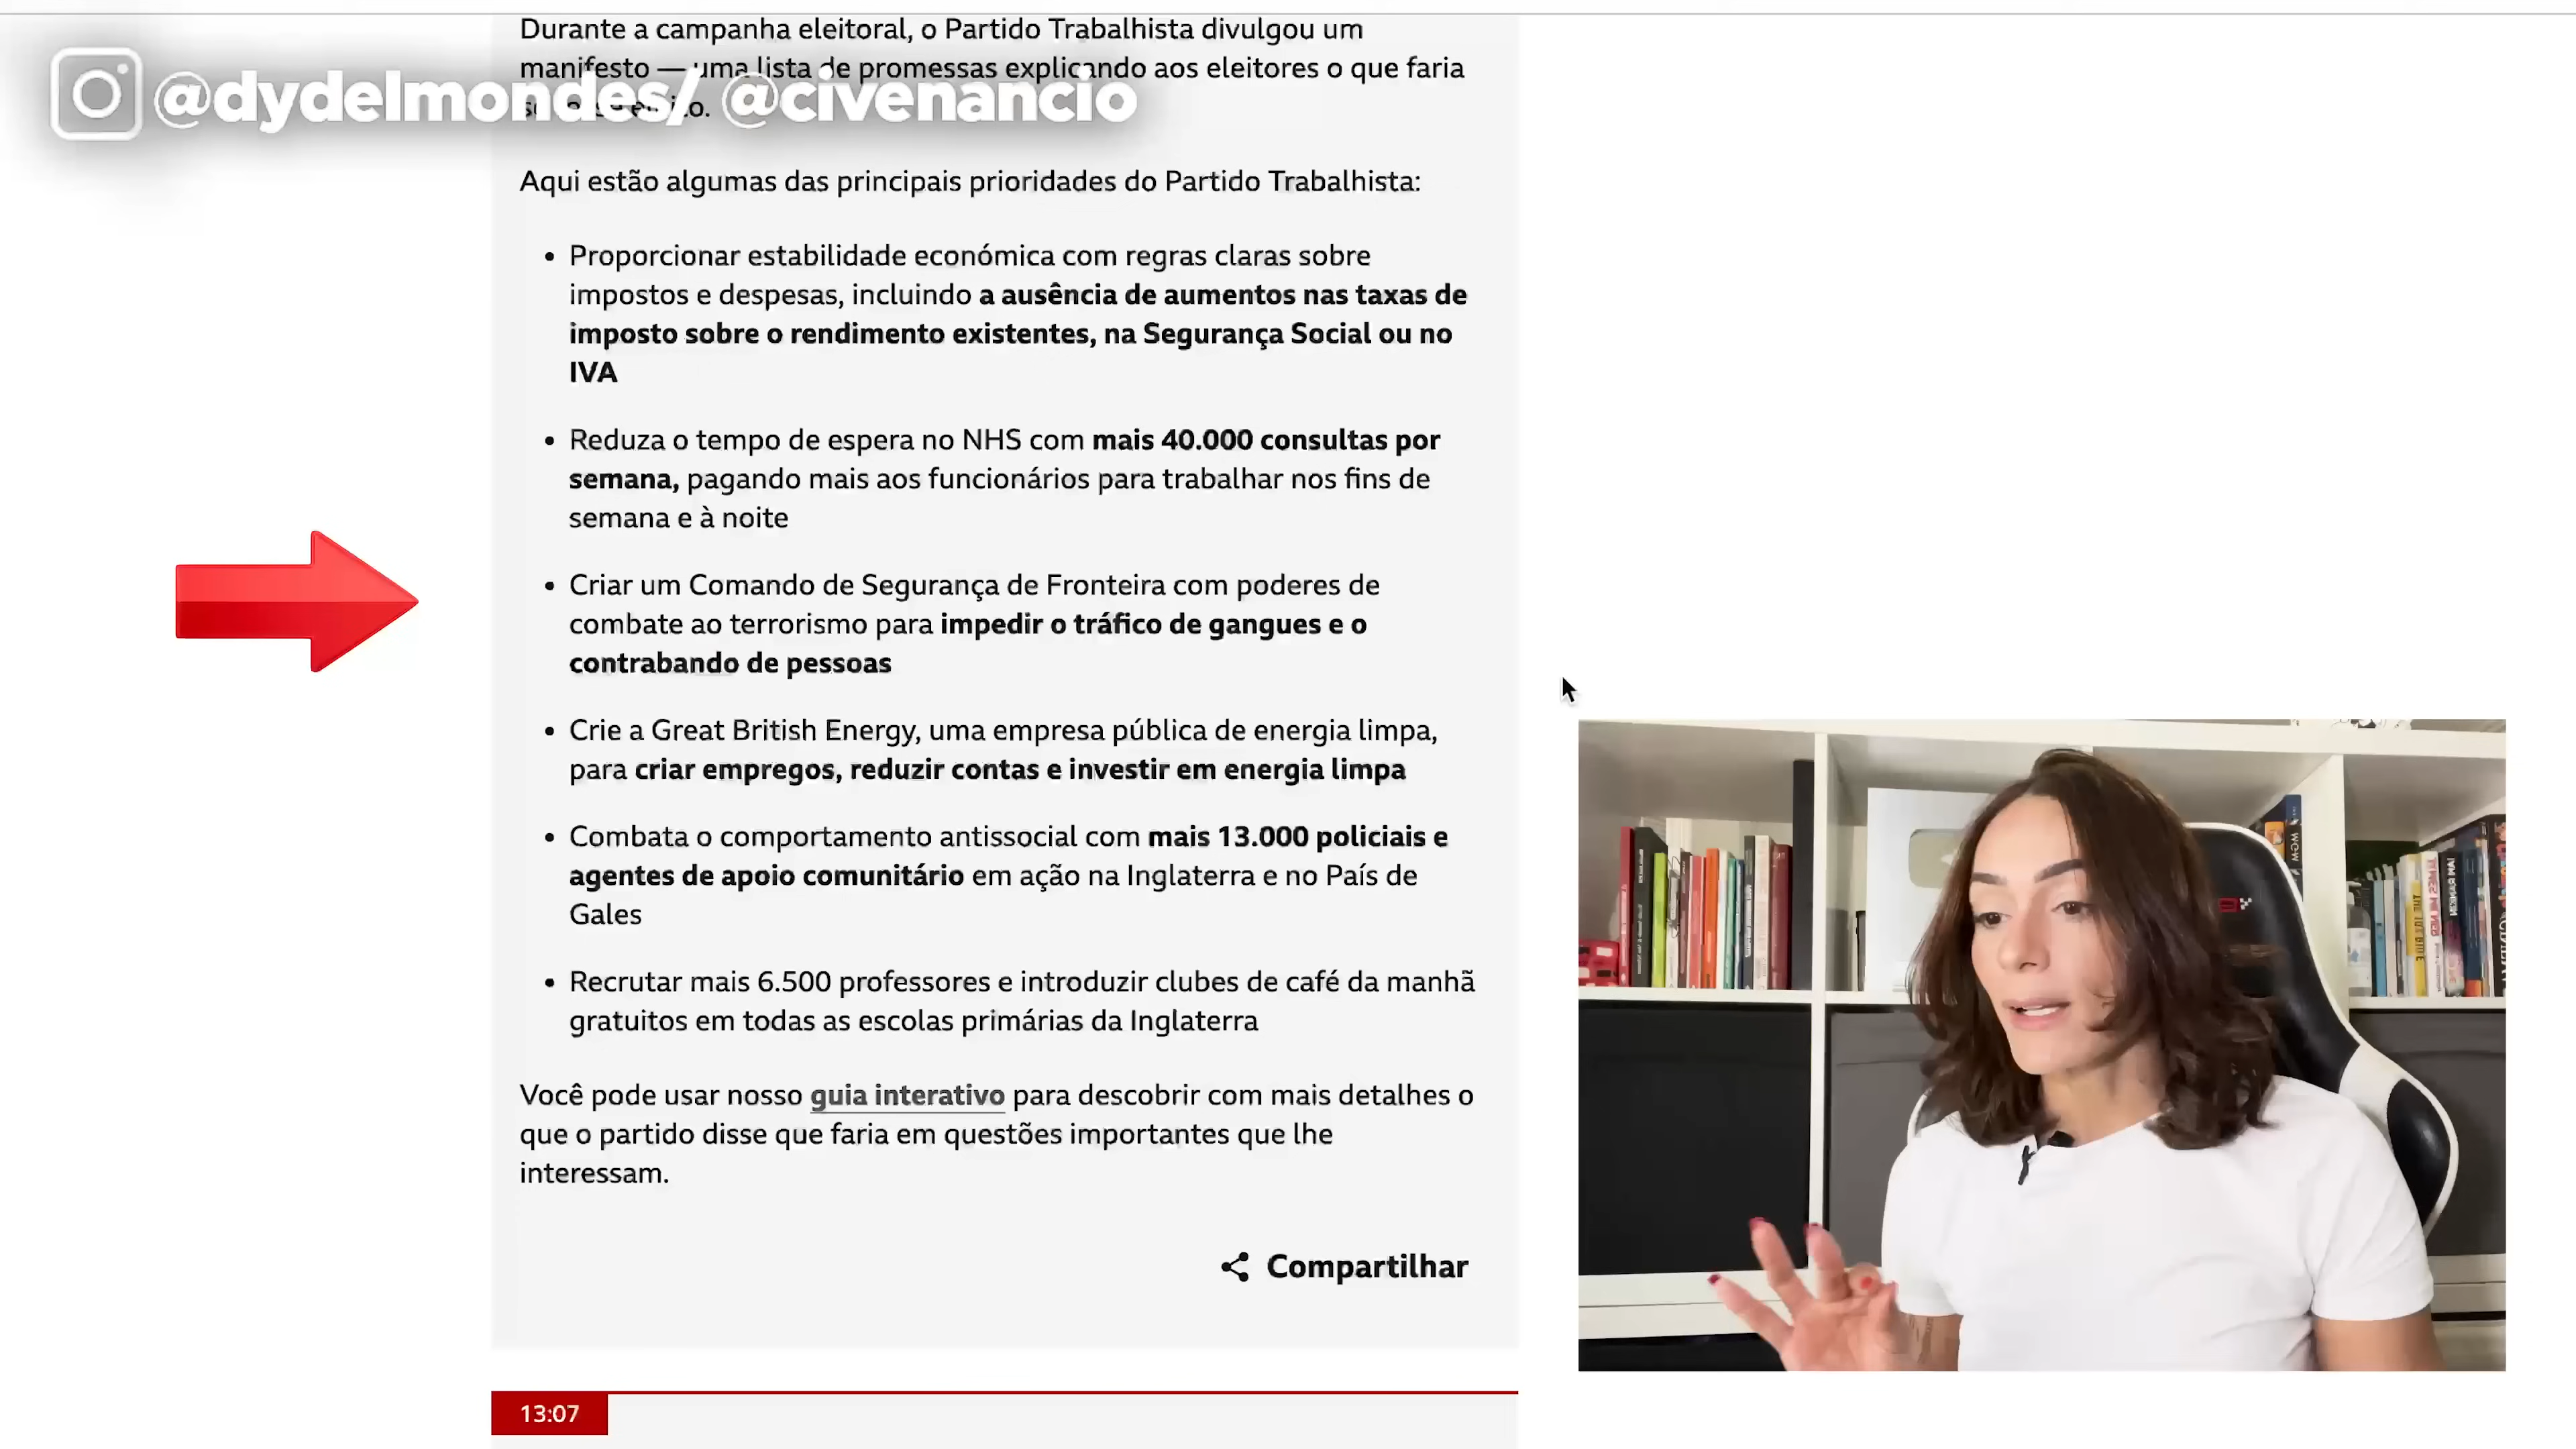 Durante a campanha eleitoral, o Partido Trabalhista divulgou um
manifesto — uma lista de promessas explicando aos eleitores o que faria
@dydelmondes/ @civenancio
Aqui estão algumas das principais prioridades do Partido Trabalhista:
• Proporcionar estabilidade económica com regras claras sobre
impostos e despesas, incluindo a ausência de aumentos nas taxas de
imposto sobre o rendimento existentes, na Segurança Social ou no
IVA
• Reduza o tempo de espera no NHS com mais 40.000 consultas por
semana, pagando mais aos funcionários para trabalhar nos fins de
semana e à noite
• Criar um Comando de Segurança de Fronteira com poderes de
combate ao terrorismo para impedir o tráfico de gangues e o
contrabando de pessoas
• Crie a Great British Energy, uma empresa pública de energia limpa,
para criar empregos, reduzir contas e investir em energia limpa
• Combata o comportamento antissocial com mais 13.000 policiais e
agentes de apoio comunitário em ação na Inglaterra e no País de
Gales
• Recrutar mais 6.500 professores e introduzir clubes de café da manhã
gratuitos em todas as escolas primárias da Inglaterra
Você pode usar nosso guia interativo para descobrir com mais detalhes o
que o partido disse que faria em questões importantes que lhe
interessam.
Compartilhar
13:07